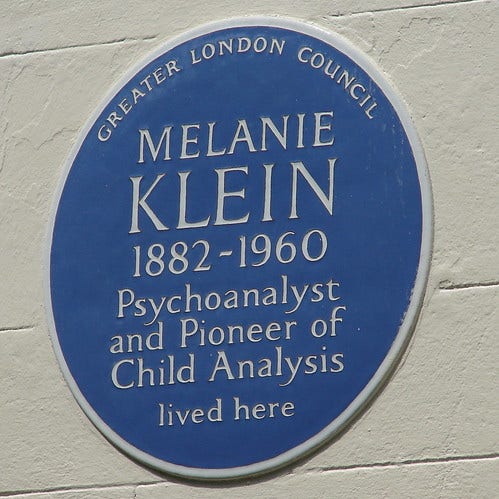 GREATER LONDON COUNCIL
MELANIE
KLEIN
1882-1960
Psychoanalyst
and Pioneer of
Child Analysis
lived here